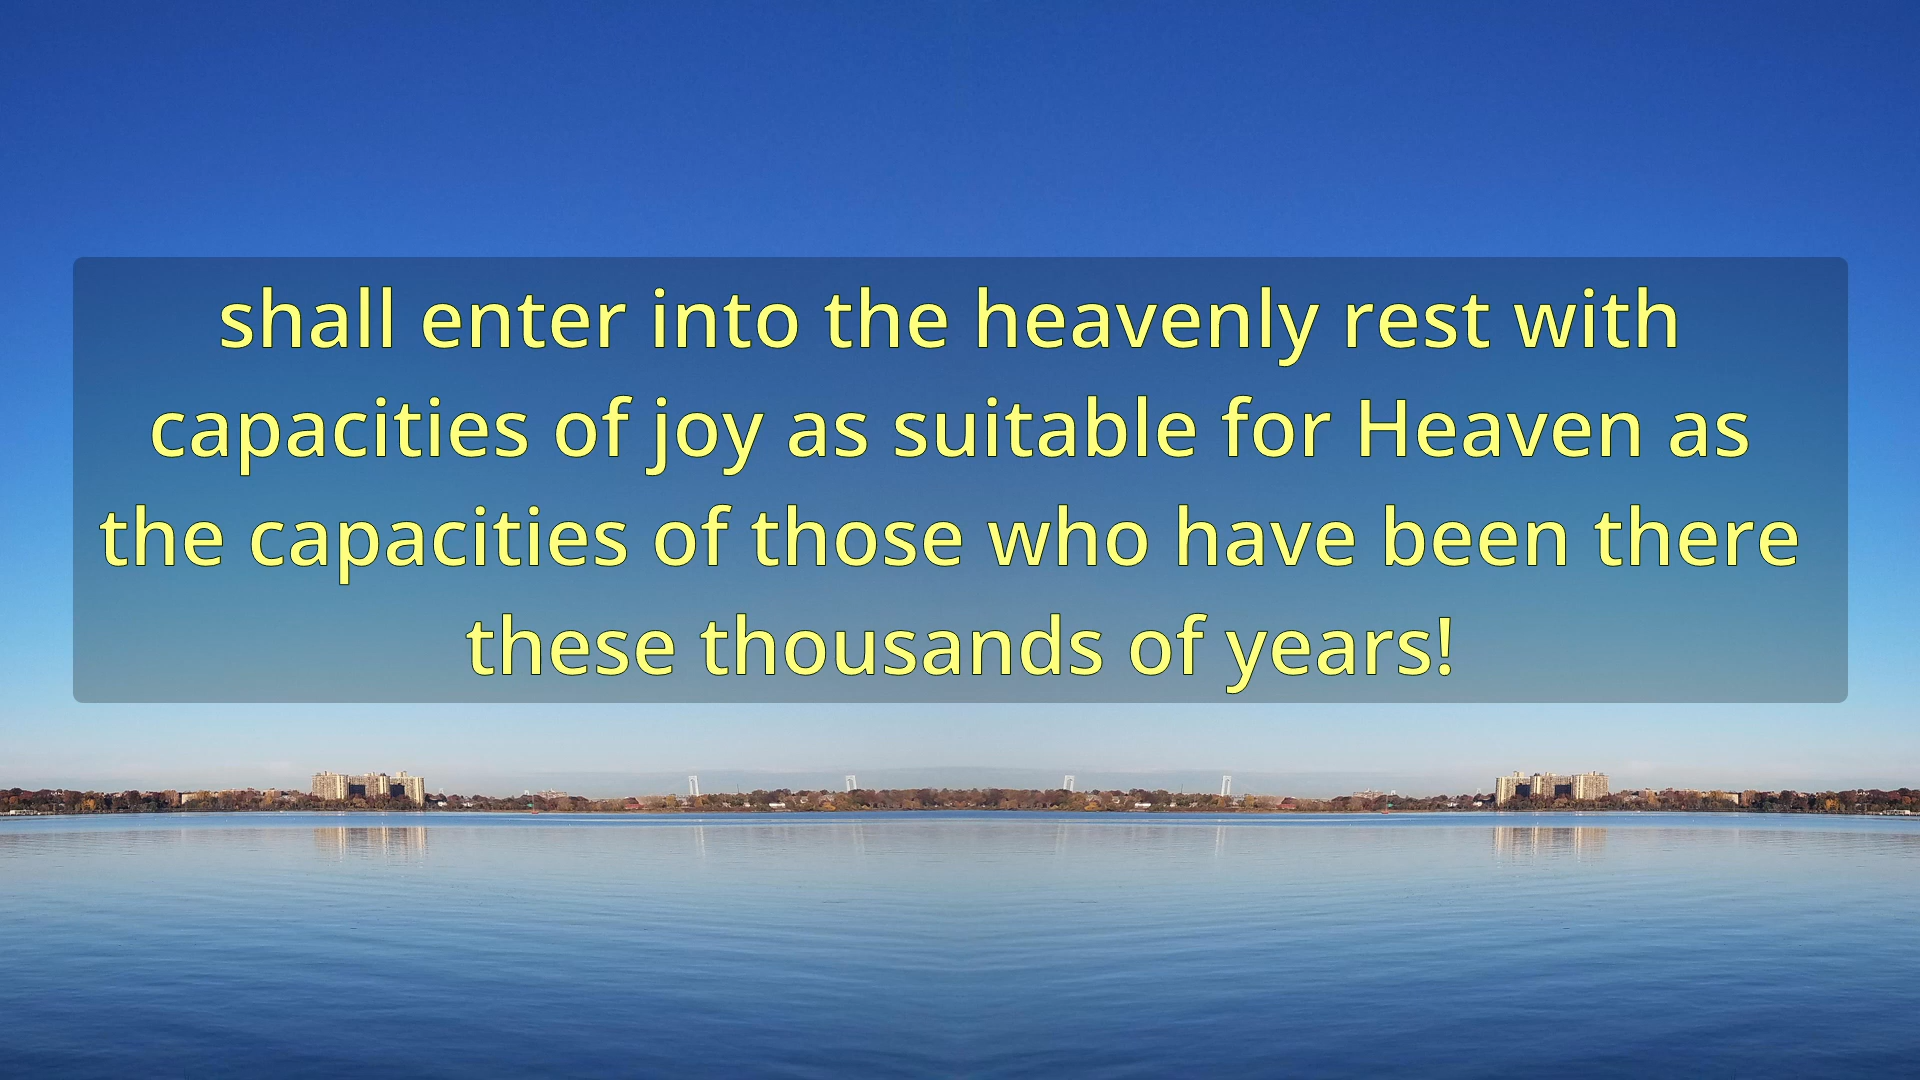 shall enter into the heavenly rest with
capacities of joy as suitable for Heaven as
the capacities of those who have been there
these thousands of years!